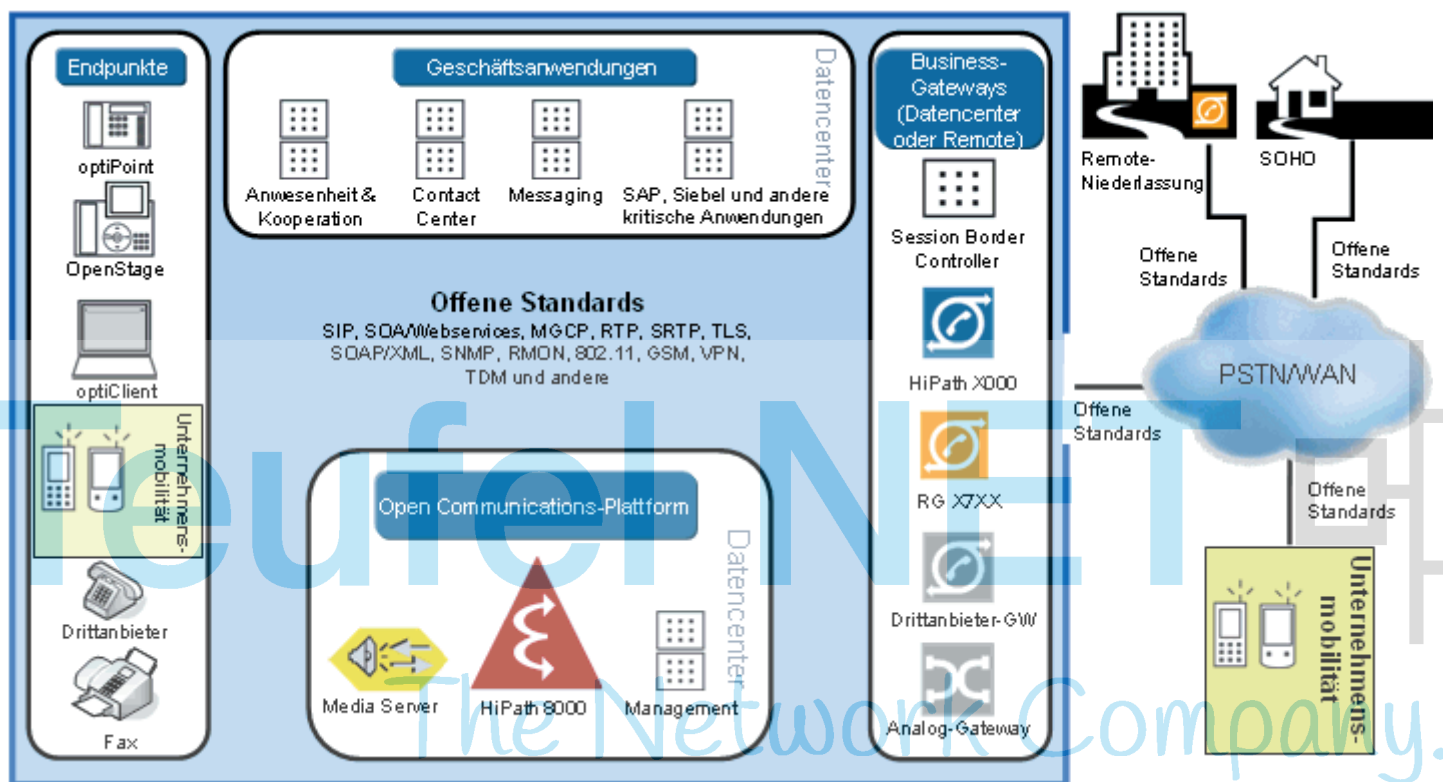 Endpunkte
optiPoint
OpenStage
optiClient
Unternehmens-
mobilität
Drittanbieter
Fax
Geschäftsanwendungen
Datencenter
Anwesenheit &
Kooperation
Contact
Center
Messaging
SAP, Siebel und andere
kritische Anwendungen
Offene Standards
SIP, SOA/Webservices, MGCP, RTP, SRTP, TLS,
SOAP/XML, SNMP, RMON, 802.11, GSM, VPN,
TDM und andere
Open Communications-Plattform
Datencenter
Media Server
HiPath 8000
Management
Business-
Gateways
(Datencenter
oder Remote)
Session Border
Controller
HiPath X000
RG X7XX
Drittanbieter-GW
Analog-Gateway
Remote-
Niederlassung
SOHO
Offene
Standards
Offene
Standards
PSTN/WAN
Offene
Standards
Offene
Standards
Unternehmens-
mobilität
Teufel NET
The Network Company.